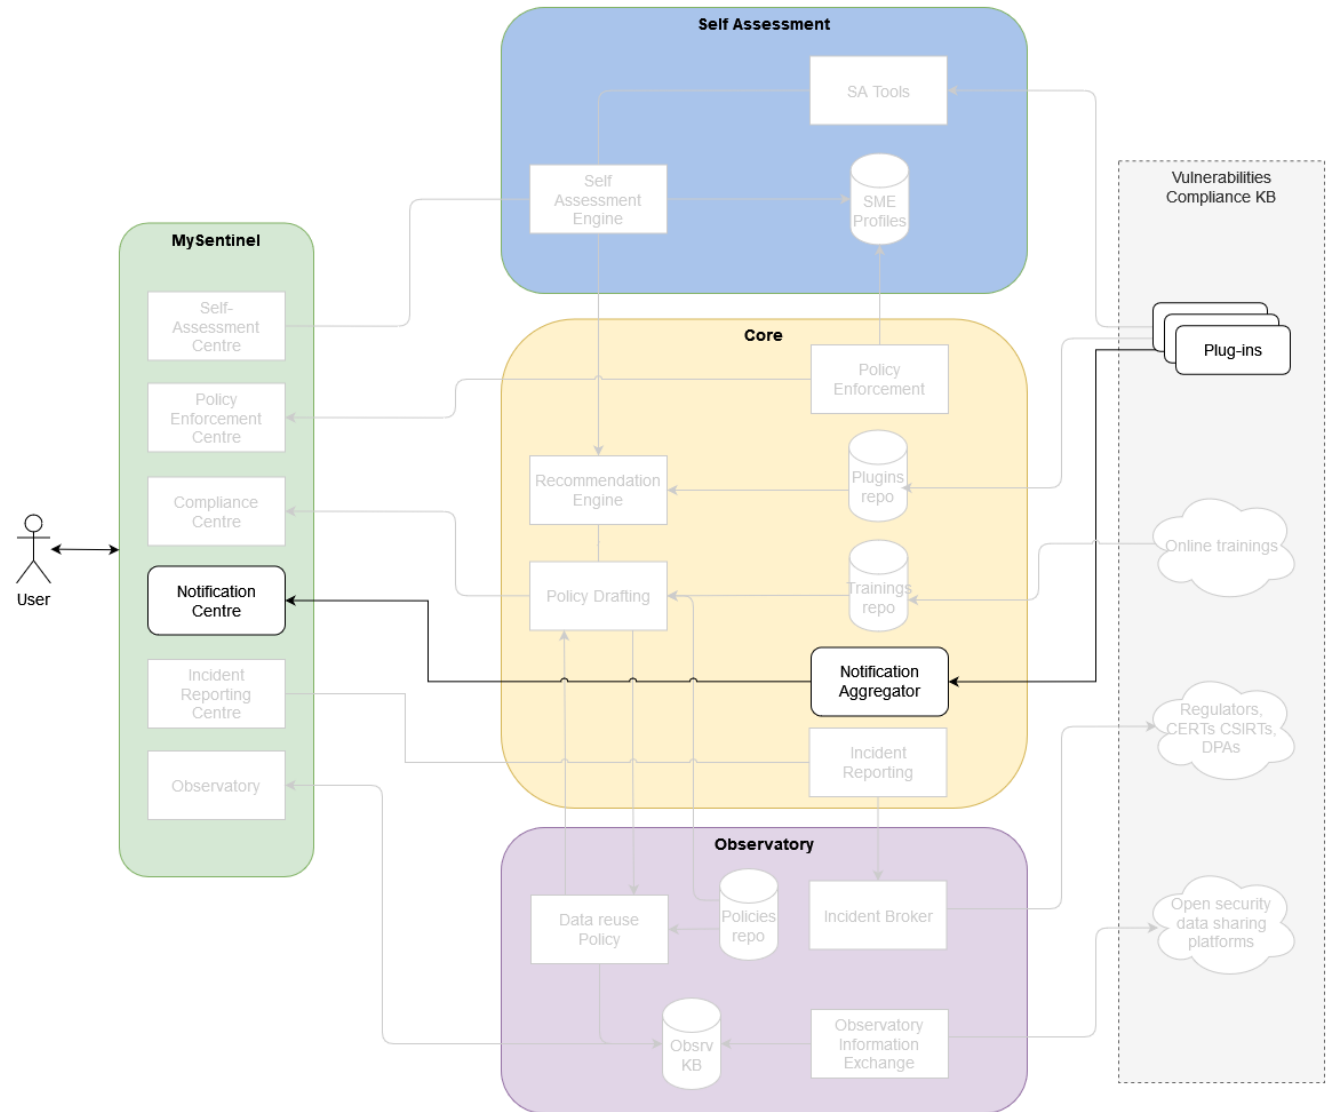 Self Assessment
SA Tools
Self
Assessment
Engine
SME
Profiles
Vulnerabilities
Compliance KB
MySentinel
Self-
Assessment
Centre
Policy
Enforcement
Centre
Compliance
Centre
Notification
Centre
Incident
Reporting
Centre
Observatory
User
Core
Policy
Enforcement
Recommendation
Engine
Plugins
repo
Policy Drafting
Trainings
repo
Notification
Aggregator
Incident
Reporting
Plug-ins
Online trainings
Regulators,
CERTs CSIRTs,
DPAs
Open security
data sharing
platforms
Observatory
Data reuse
Policy
Policies
repo
Incident Broker
Obsrv
KB
Observatory
Information
Exchange